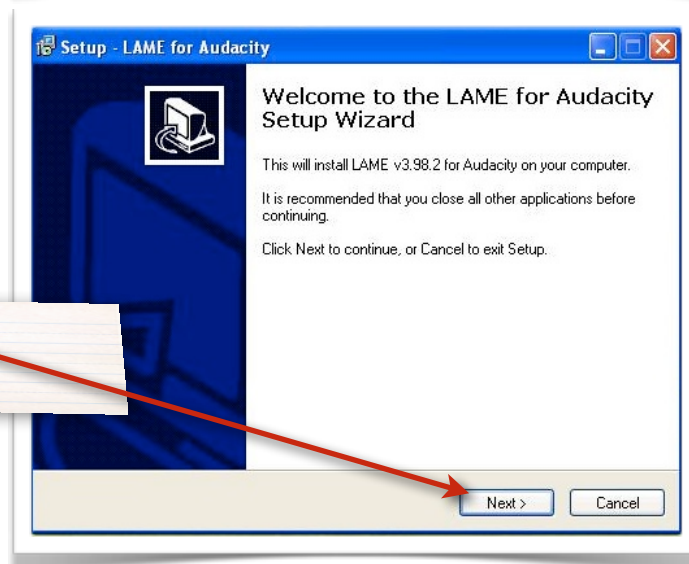 Setup - LAME for Audacity
Welcome to the LAME for Audacity
Setup Wizard
This will install LAME v3.98.2 for Audacity on your computer.
It is recommended that you close all other applications before
continuing.
Click Next to continue, or Cancel to exit Setup.
Next >
Cancel